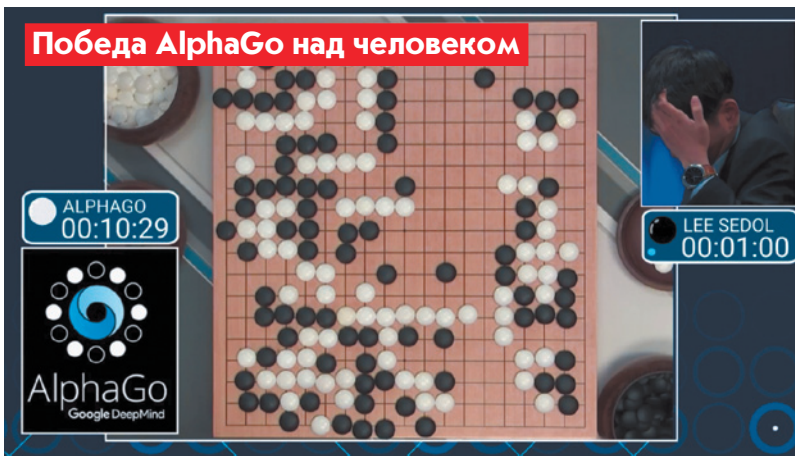 Победа AlphaGo над человеком
ALPHAGO
00:10:29
LEE SEDOL
00:01:00
AlphaGo
Google DeepMind